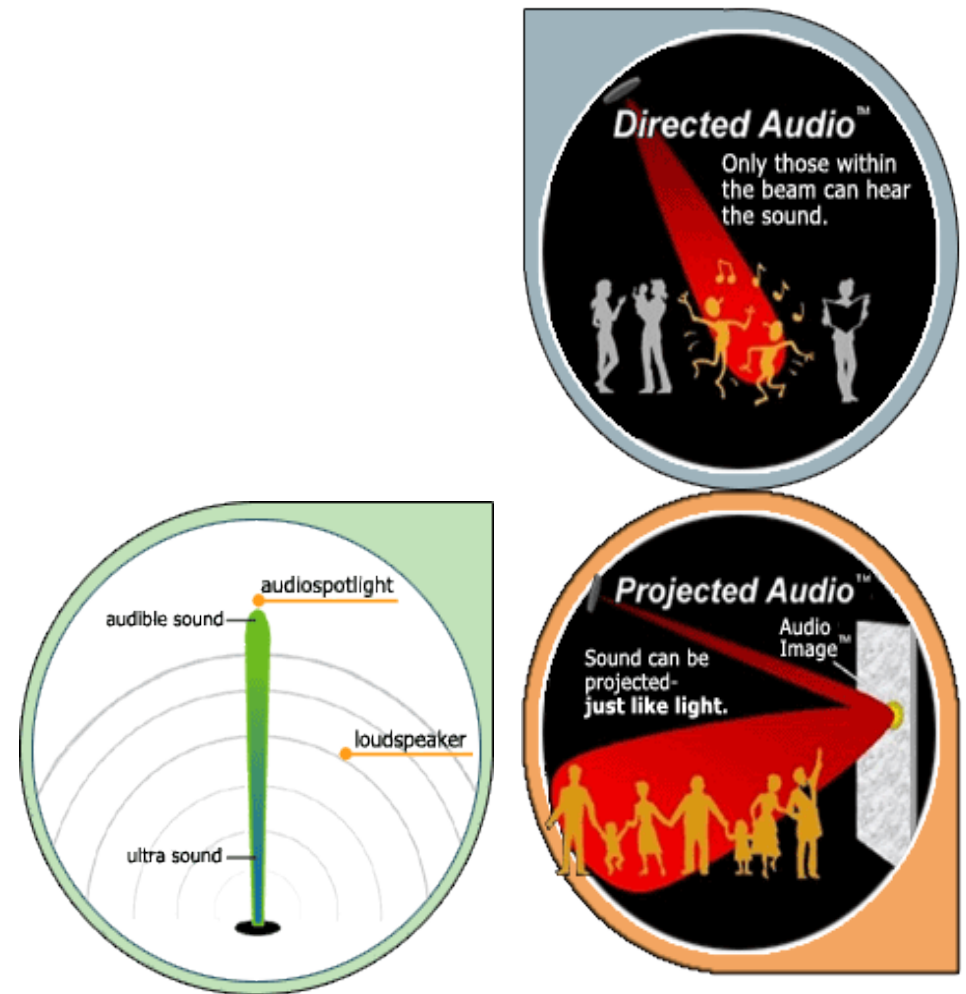 Directed Audio™
Only those within
the beam can hear
the sound.
audiospotlight
audible sound
loudspeaker
ultra sound
Projected Audio™
Audio
Image™
Sound can be
projected-
just like light.